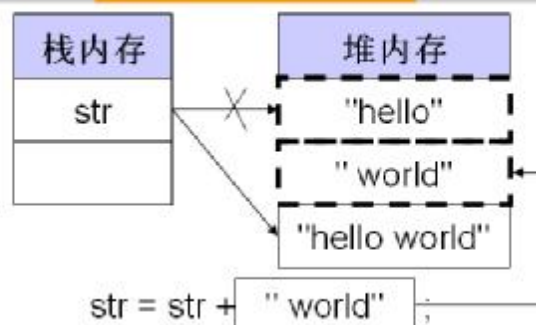 栈内存
堆内存
str
"hello"
" world"
"hello world"
str = str + " world" ;